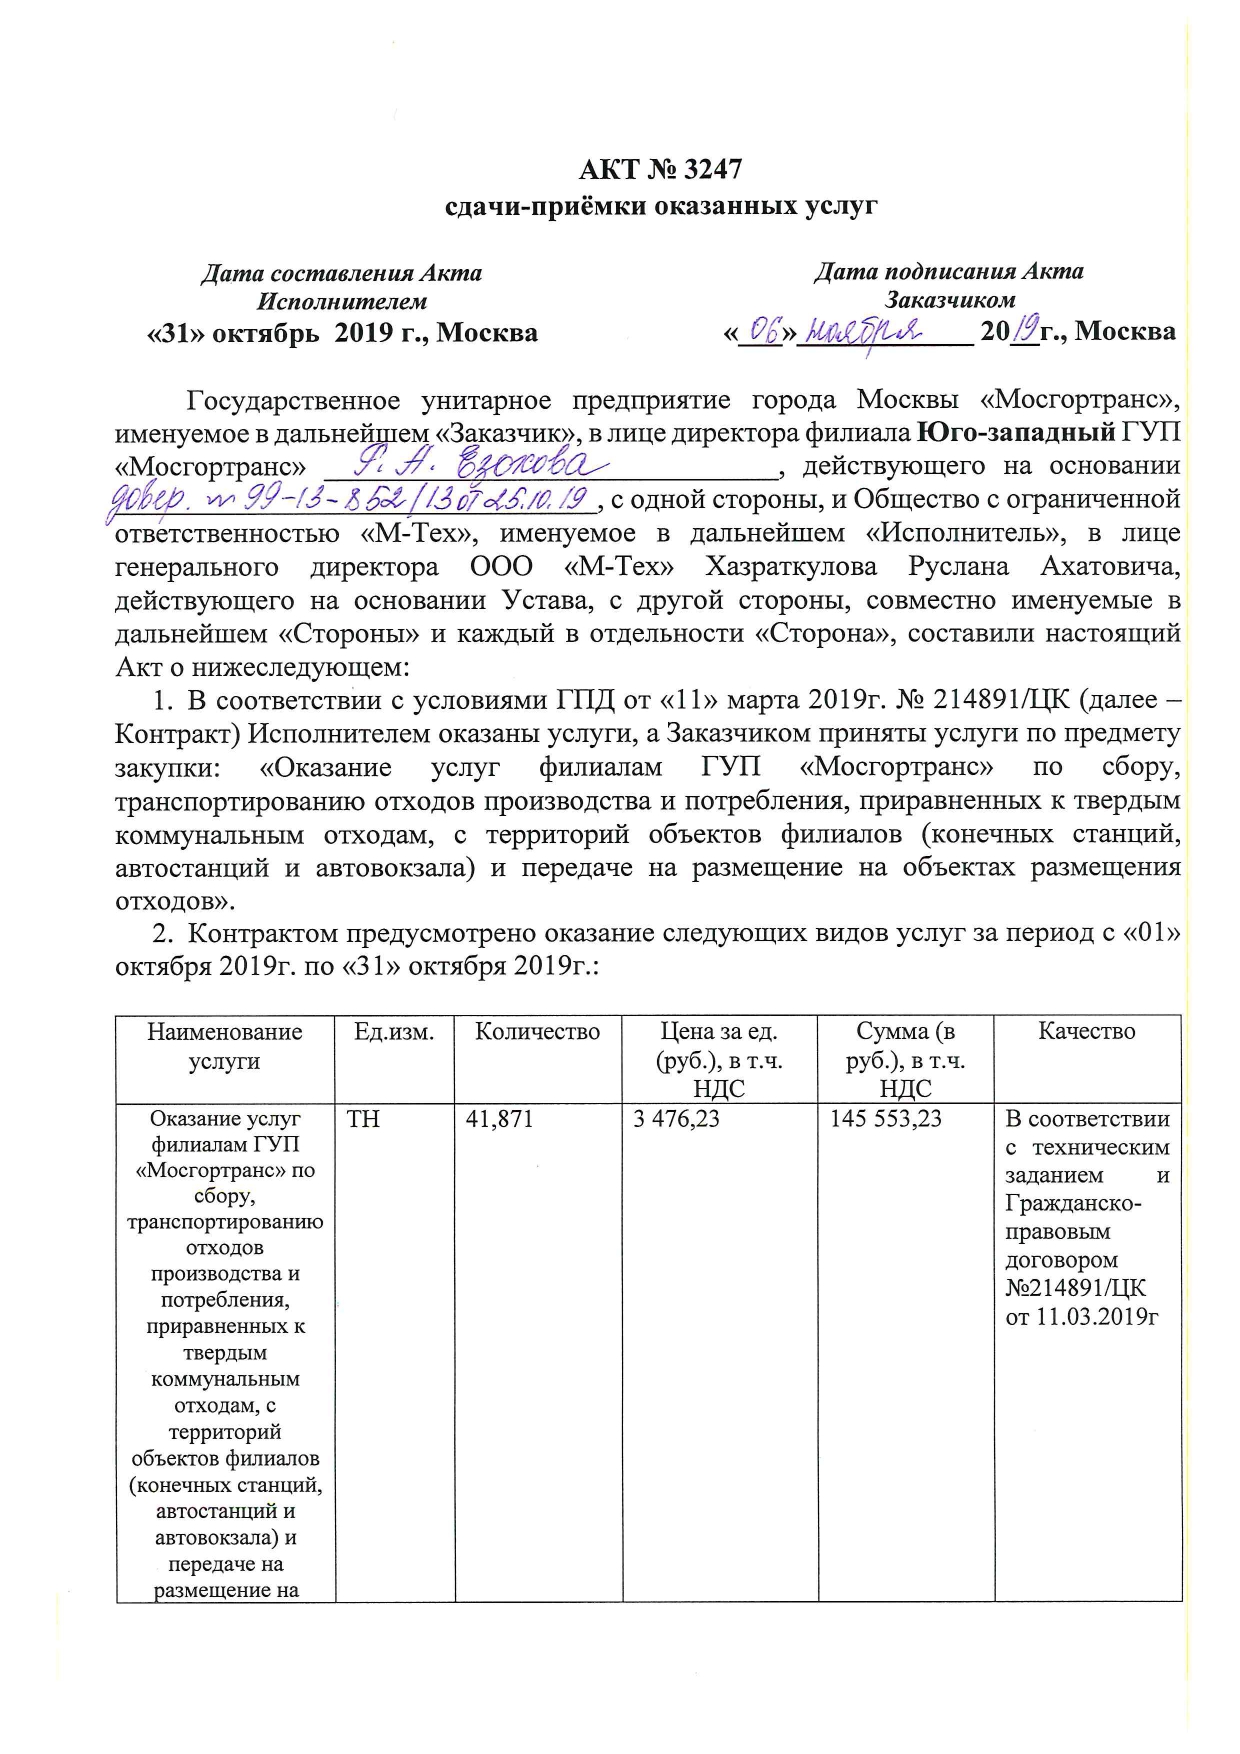 АКТ № 3247
сдачи-приёмки оказанных услуг
Дата составления Акта
Исполнителем
«31» октябрь 2019 г., Москва
Дата подписания Акта
Заказчиком
«06» ноября 2019г., Москва
Государственное унитарное предприятие города Москвы «Мосгортранс»,
именуемое в дальнейшем «Заказчик», в лице директора филиала Юго-западный ГУП
«Мосгортранс» Г. А. Езокова, действующего на основании
довер. № 99-13-852/13 от 25.10.19, с одной стороны, и Общество с ограниченной
ответственностью «М-Тех», именуемое в дальнейшем «Исполнитель», в лице
генерального директора ООО «М-Тех» Хазраткулова Руслана Ахатовича,
действующего на основании Устава, с другой стороны, совместно именуемые в
дальнейшем «Стороны» и каждый в отдельности «Сторона», составили настоящий
Акт о нижеследующем:
1. В соответствии с условиями ГПД от «11» марта 2019г. № 214891/ЦК (далее –
Контракт) Исполнителем оказаны услуги, а Заказчиком приняты услуги по предмету
закупки: «Оказание услуг филиалам ГУП «Мосгортранс» по сбору,
транспортированию отходов производства и потребления, приравненных к твердым
коммунальным отходам, с территорий объектов филиалов (конечных станций,
автостанций и автовокзала) и передаче на размещение на объектах размещения
отходов».
2. Контрактом предусмотрено оказание следующих видов услуг за период с «01»
октября 2019г. по «31» октября 2019г.:
Наименование
услуги
Ед.изм.
Количество
Цена за ед.
(руб.), в т.ч.
НДС
Сумма (в
руб.), в т.ч.
НДС
Качество
Оказание услуг
филиалам ГУП
«Мосгортранс» по
сбору,
транспортированию
отходов
производства и
потребления,
приравненных к
твердым
коммунальным
отходам, с
территорий
объектов филиалов
(конечных станций,
автостанций и
автовокзала) и
передаче на
размещение на
ТН
41,871
3 476,23
145 553,23
В соответствии
с техническим
заданием и
Гражданско-
правовым
договором
№214891/ЦК
от 11.03.2019г